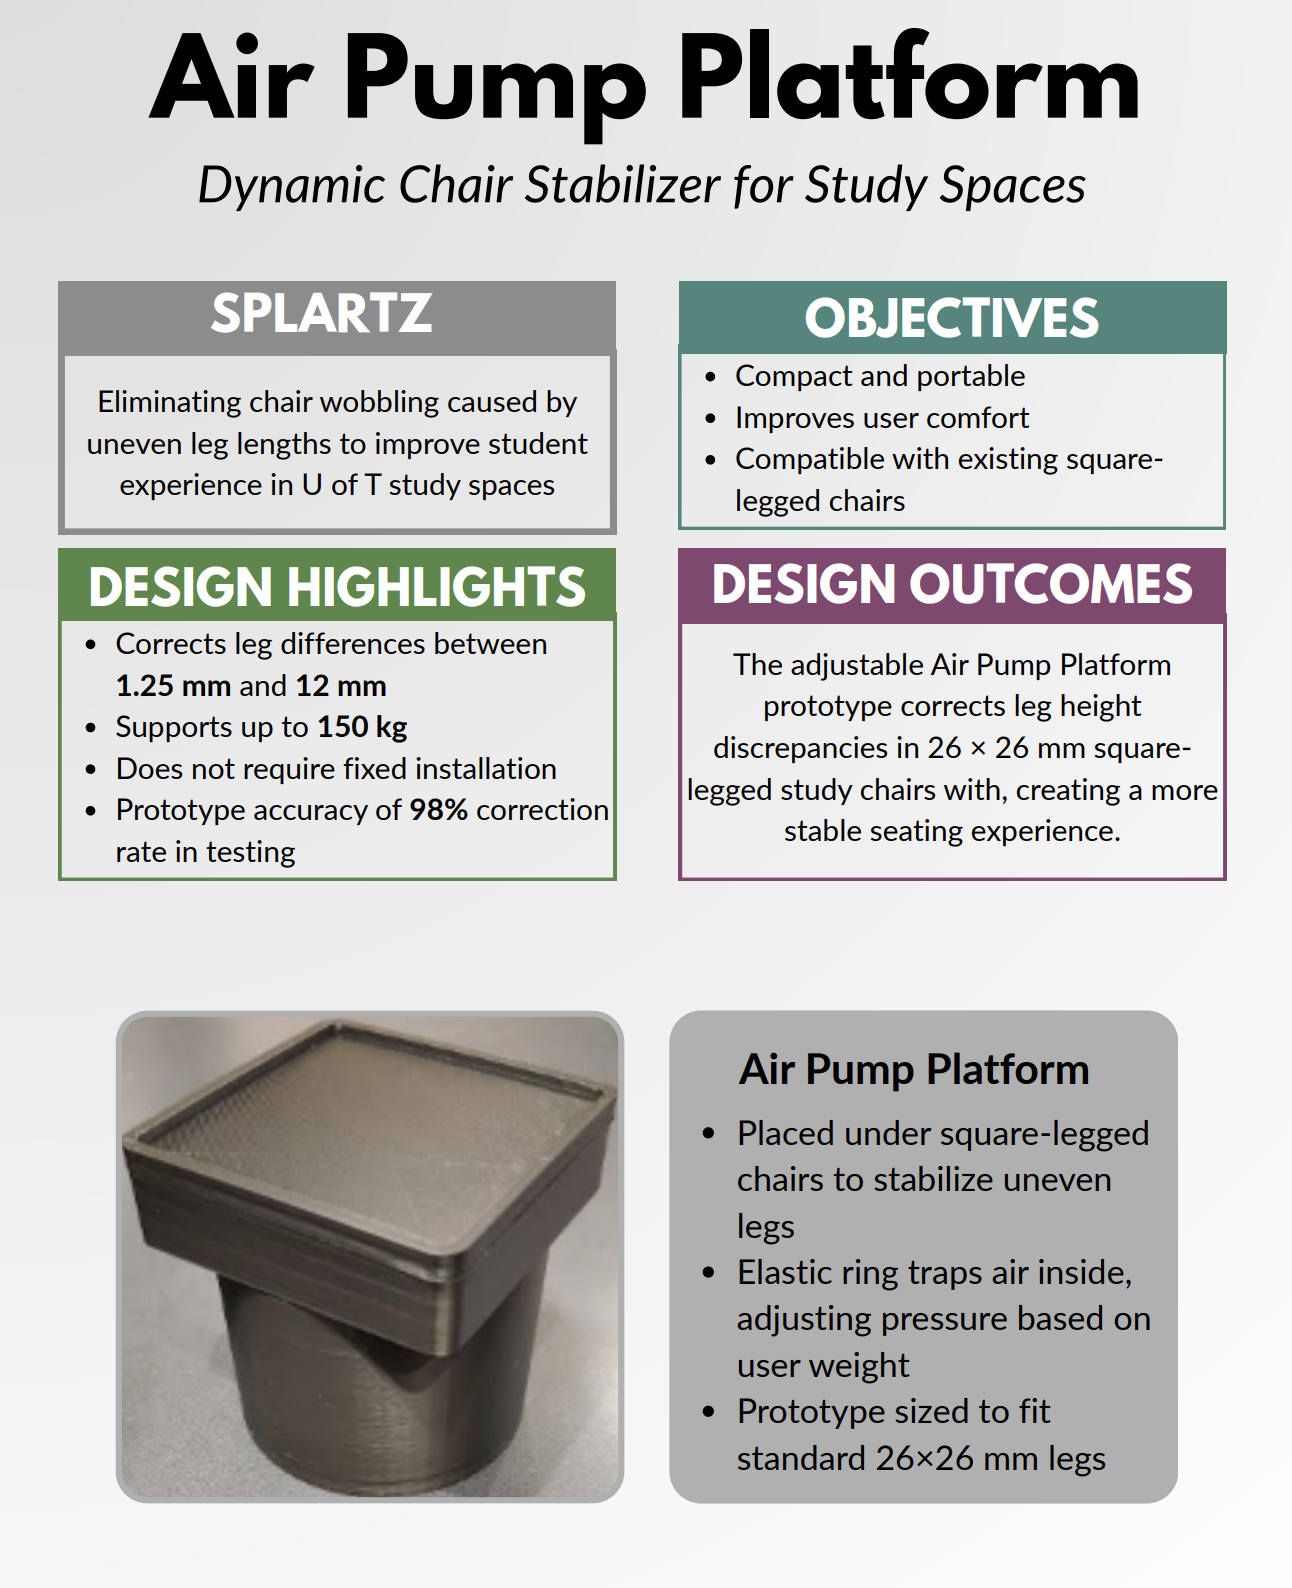 Air Pump Platform
Dynamic Chair Stabilizer for Study Spaces
SPLARTZ
Eliminating chair wobbling caused by
uneven leg lengths to improve student
experience in U of T study spaces
OBJECTIVES
• Compact and portable
• Improves user comfort
• Compatible with existing square-
legged chairs
DESIGN HIGHLIGHTS
• Corrects leg differences between
1.25 mm and 12 mm
• Supports up to 150 kg
• Does not require fixed installation
• Prototype accuracy of 98% correction
rate in testing
DESIGN OUTCOMES
The adjustable Air Pump Platform
prototype corrects leg height
discrepancies in 26 × 26 mm square-
legged study chairs with, creating a more
stable seating experience.
Air Pump Platform
• Placed under square-legged
chairs to stabilize uneven
legs
• Elastic ring traps air inside,
adjusting pressure based on
user weight
• Prototype sized to fit
standard 26×26 mm legs